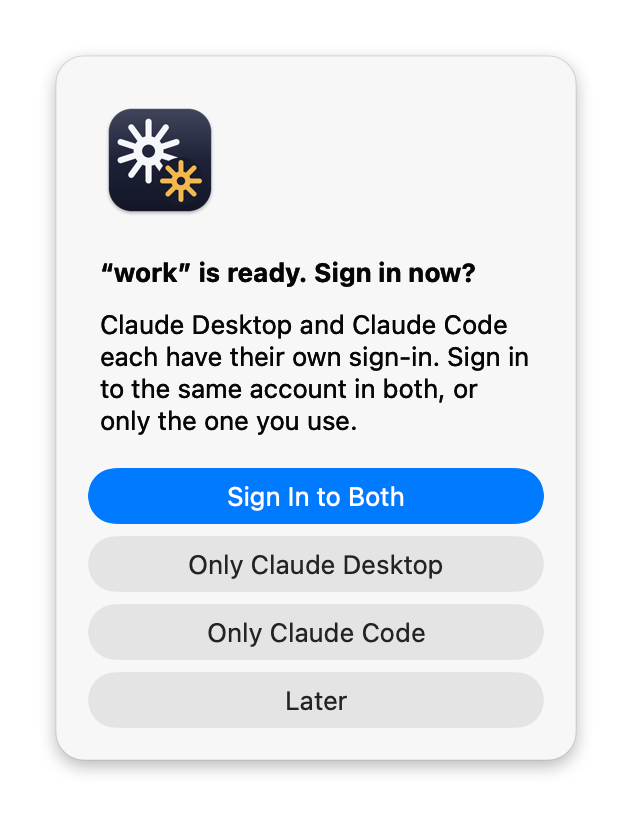 “work” is ready. Sign in now?
Claude Desktop and Claude Code
each have their own sign-in. Sign in
to the same account in both, or
only the one you use.
Sign In to Both
Only Claude Desktop
Only Claude Code
Later